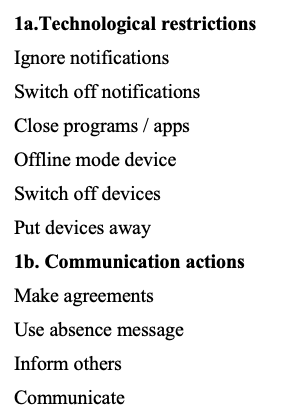 1a.Technological restrictions
Ignore notifications
Switch off notifications
Close programs / apps
Offline mode device
Switch off devices
Put devices away
1b. Communication actions
Make agreements
Use absence message
Inform others
Communicate